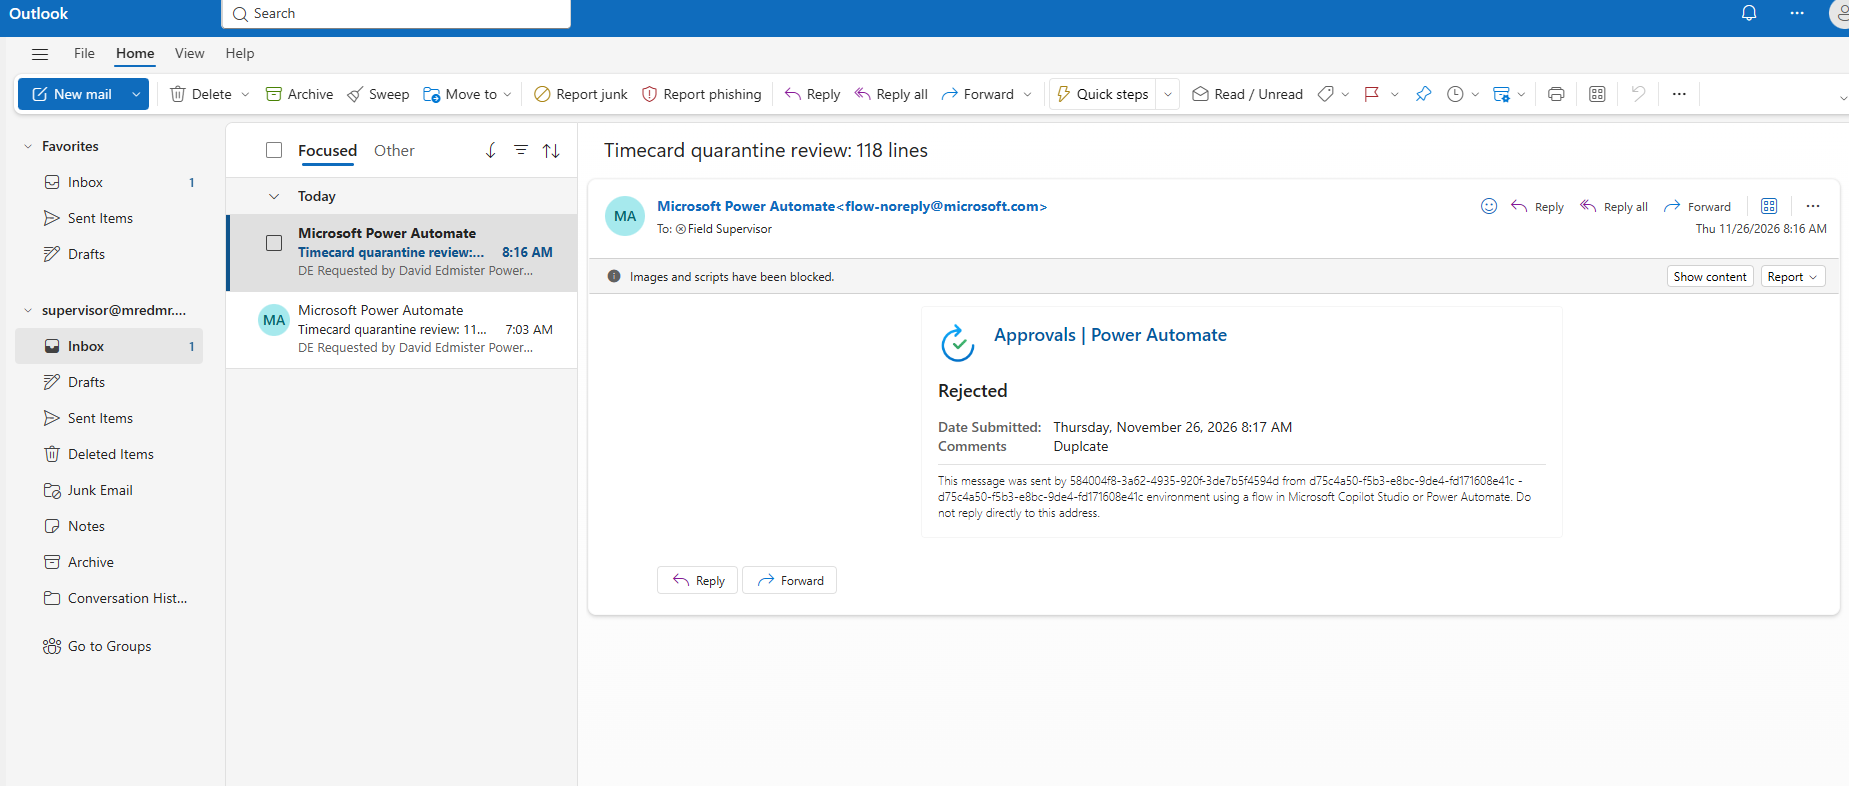 Outlook
Search
File Home View Help
New mail Delete Archive Sweep Move to Report junk Report phishing Reply Reply all Forward Quick steps Read / Unread
Favorites
Inbox 1
Sent Items
Drafts
supervisor@mredmr....
Inbox 1
Drafts
Sent Items
Deleted Items
Junk Email
Notes
Archive
Conversation Hist...
Go to Groups
Focused Other
Today
Microsoft Power Automate
Timecard quarantine review:... 8:16 AM
DE Requested by David Edmister Power...
MA
Microsoft Power Automate
Timecard quarantine review: 11... 7:03 AM
DE Requested by David Edmister Power...
Timecard quarantine review: 118 lines
MA
Microsoft Power Automate<flow-noreply@microsoft.com>
To: Field Supervisor
Reply Reply all Forward
Thu 11/26/2026 8:16 AM
Images and scripts have been blocked.
Show content Report
Approvals | Power Automate
Rejected
Date Submitted: Thursday, November 26, 2026 8:17 AM
Comments Duplcate
This message was sent by 584004f8-3a62-4935-920f-3de7b5f4594d from d75c4a50-f5b3-e8bc-9de4-fd171608e41c -
d75c4a50-f5b3-e8bc-9de4-fd171608e41c environment using a flow in Microsoft Copilot Studio or Power Automate. Do
not reply directly to this address.
Reply Forward